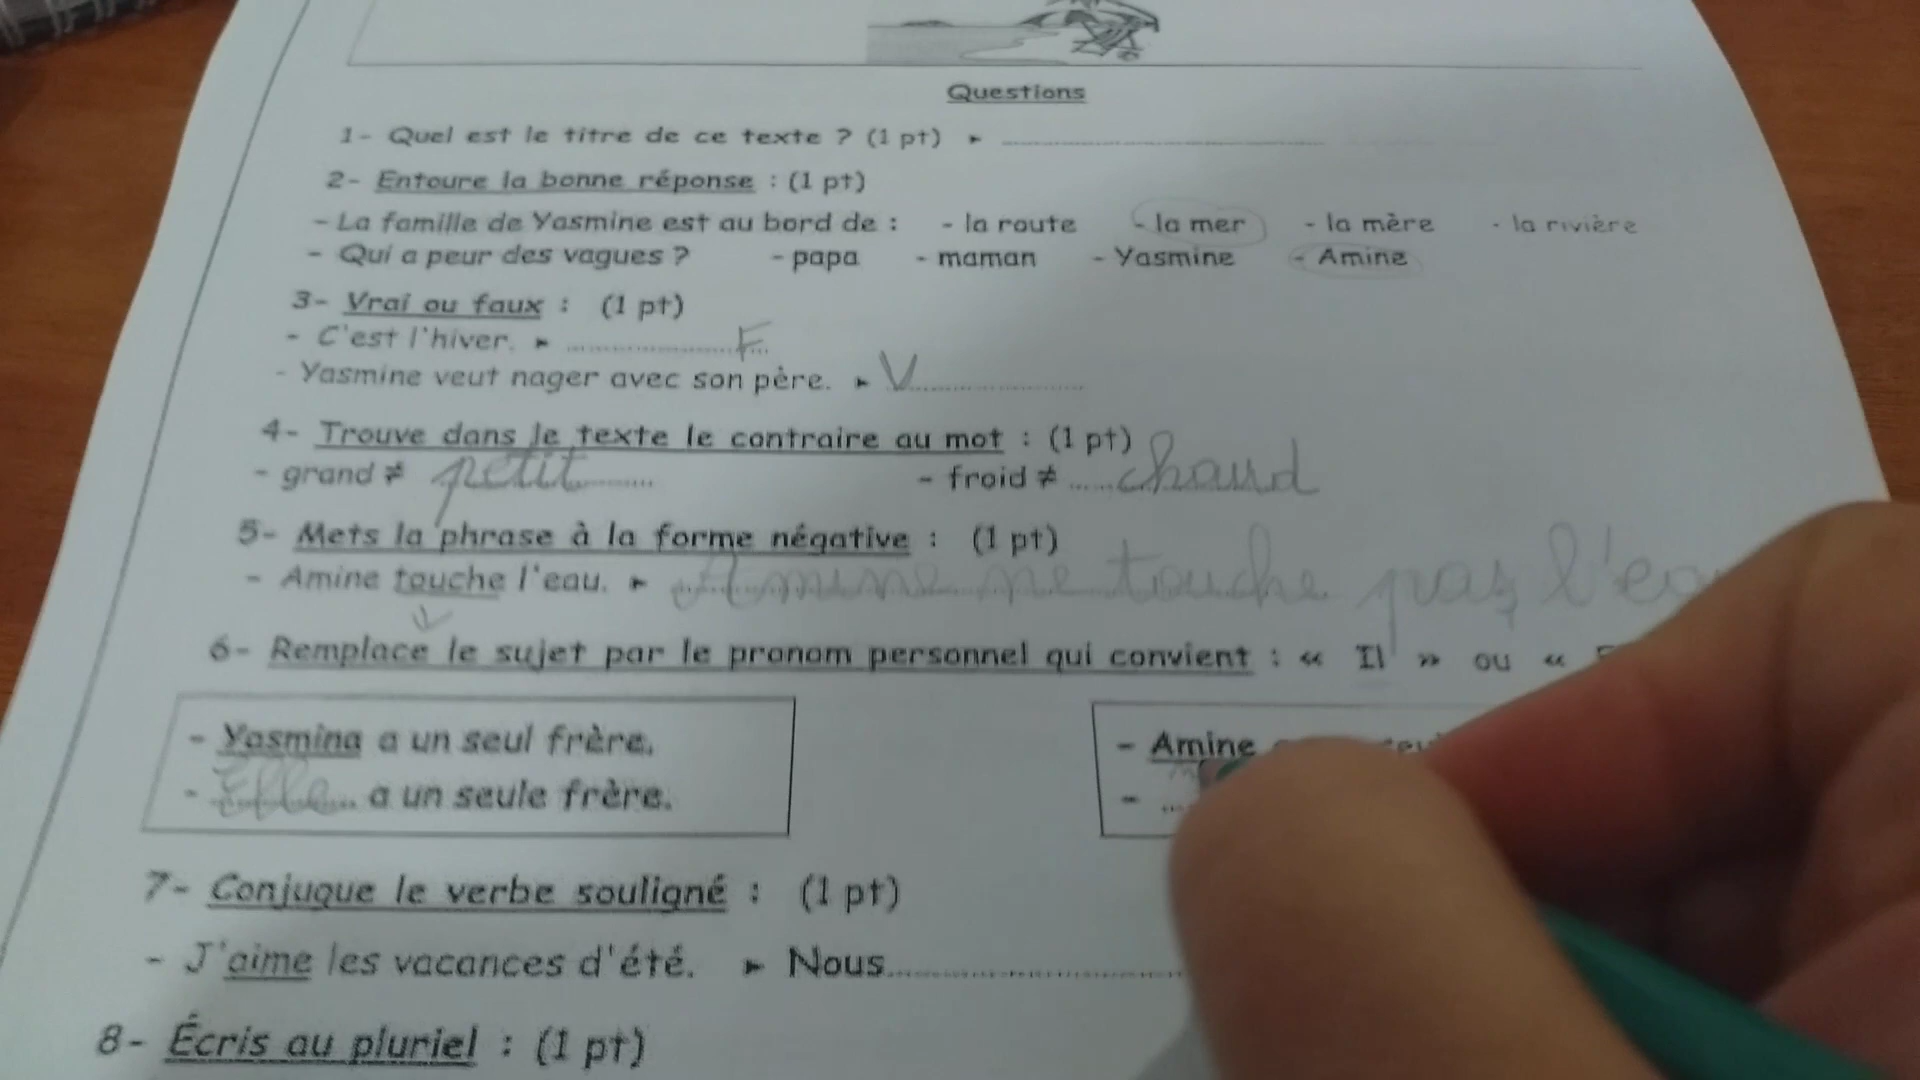 Questions
1- Quel est le titre de ce texte ? (1 pt) ► ................
2- Entoure la bonne réponse : (1 pt)
- La famille de Yasmine est au bord de : - la route - la mer - la mère - la rivière
- Qui a peur des vagues ? - papa - maman - Yasmine - Amine
3- Vrai ou faux : (1 pt)
- C'est l'hiver. ► ................F...
- Yasmine veut nager avec son père. ► V................
4- Trouve dans le texte le contraire au mot : (1 pt)
- grand ≠ petit......... - froid ≠ ......chaud
5- Mets la phrase à la forme négative : (1 pt)
- Amine touche l'eau. ► Amine ne touche pas
6- Remplace le sujet par le pronom personnel qui convient : « Il » ou «
- Yasmina a un seul frère. - Amine
- Elle... a un seule frère. - ...
7- Conjugue le verbe souligné : (1 pt)
- J'aime les vacances d'été. ► Nous................
8- Écris au pluriel : (1 pt)